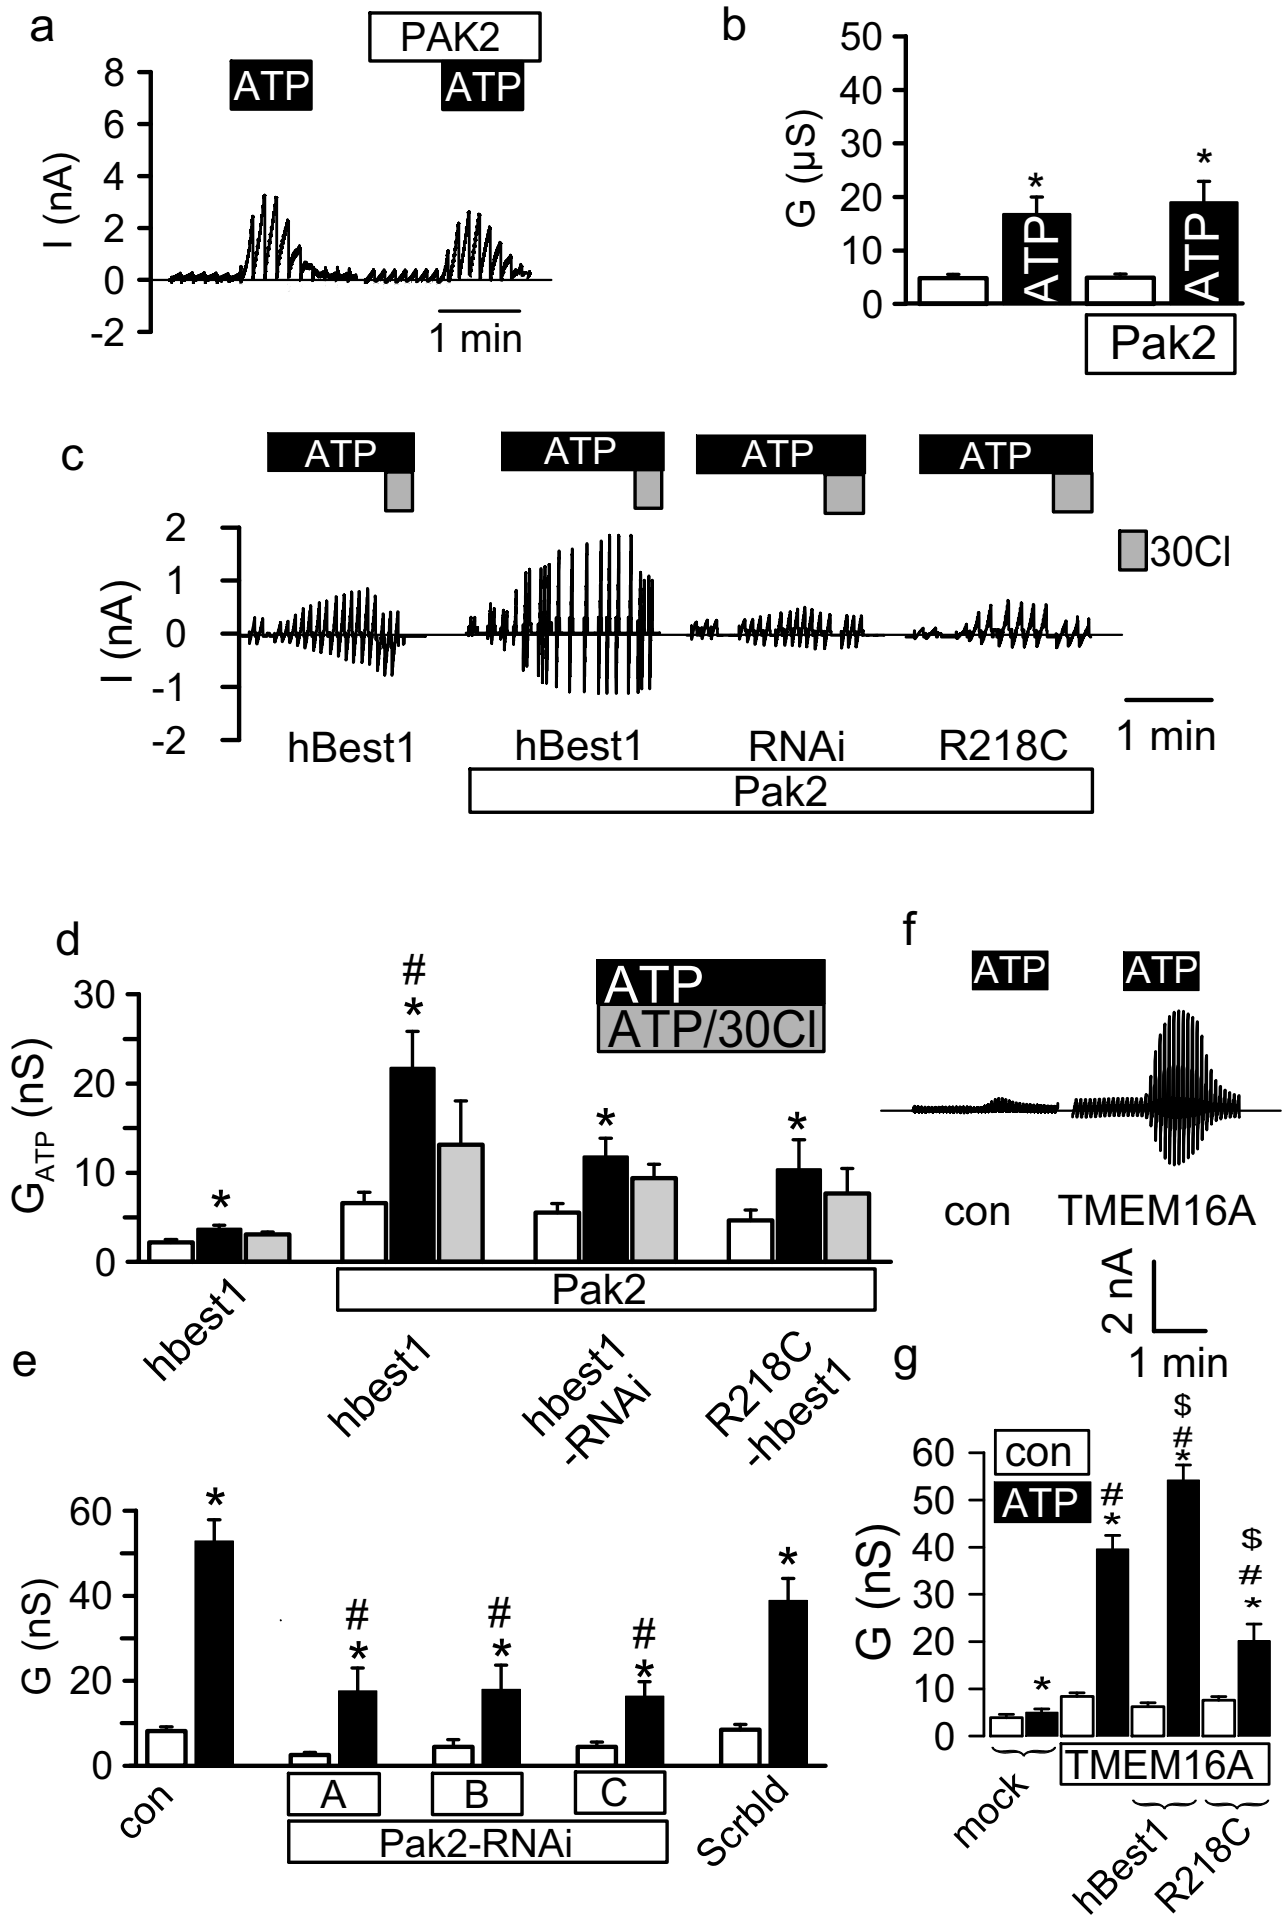 a
PAK2
ATP
ATP
8
6
4
2
0
-2
I (nA)
1 min
b
50
40
30
20
10
0
G (µS)
*
*
ATP
ATP
Pak2
c
ATP
ATP
ATP
ATP
30Cl
2
1
0
-1
-2
I (nA)
hBest1
hBest1
RNAi
R218C
1 min
Pak2
d
30
20
10
0
GATP (nS)
*
#
*
*
*
ATP
ATP/30Cl
Pak2
hbest1
hbest1
hbest1
-RNAi
R218C
-hbest1
e
60
40
20
0
G (nS)
*
#
*
#
*
#
*
*
A
B
C
con
Pak2-RNAi
Scrbld
f
ATP
ATP
con
TMEM16A
2 nA
1 min
g
con
ATP
60
50
40
30
20
10
0
G (nS)
*
#
*
$
#
*
$
#
*
TMEM16A
mock
hBest1
R218C